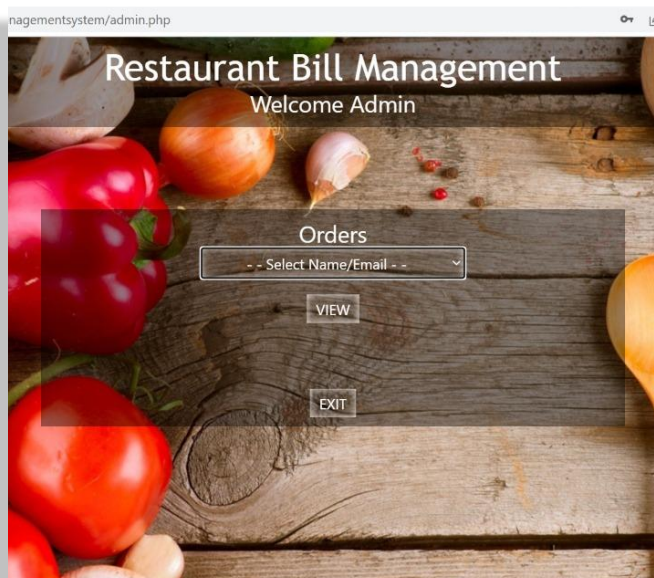 nagementsystem/admin.php
Restaurant Bill Management
Welcome Admin
Orders
- - Select Name/Email - -
VIEW
EXIT